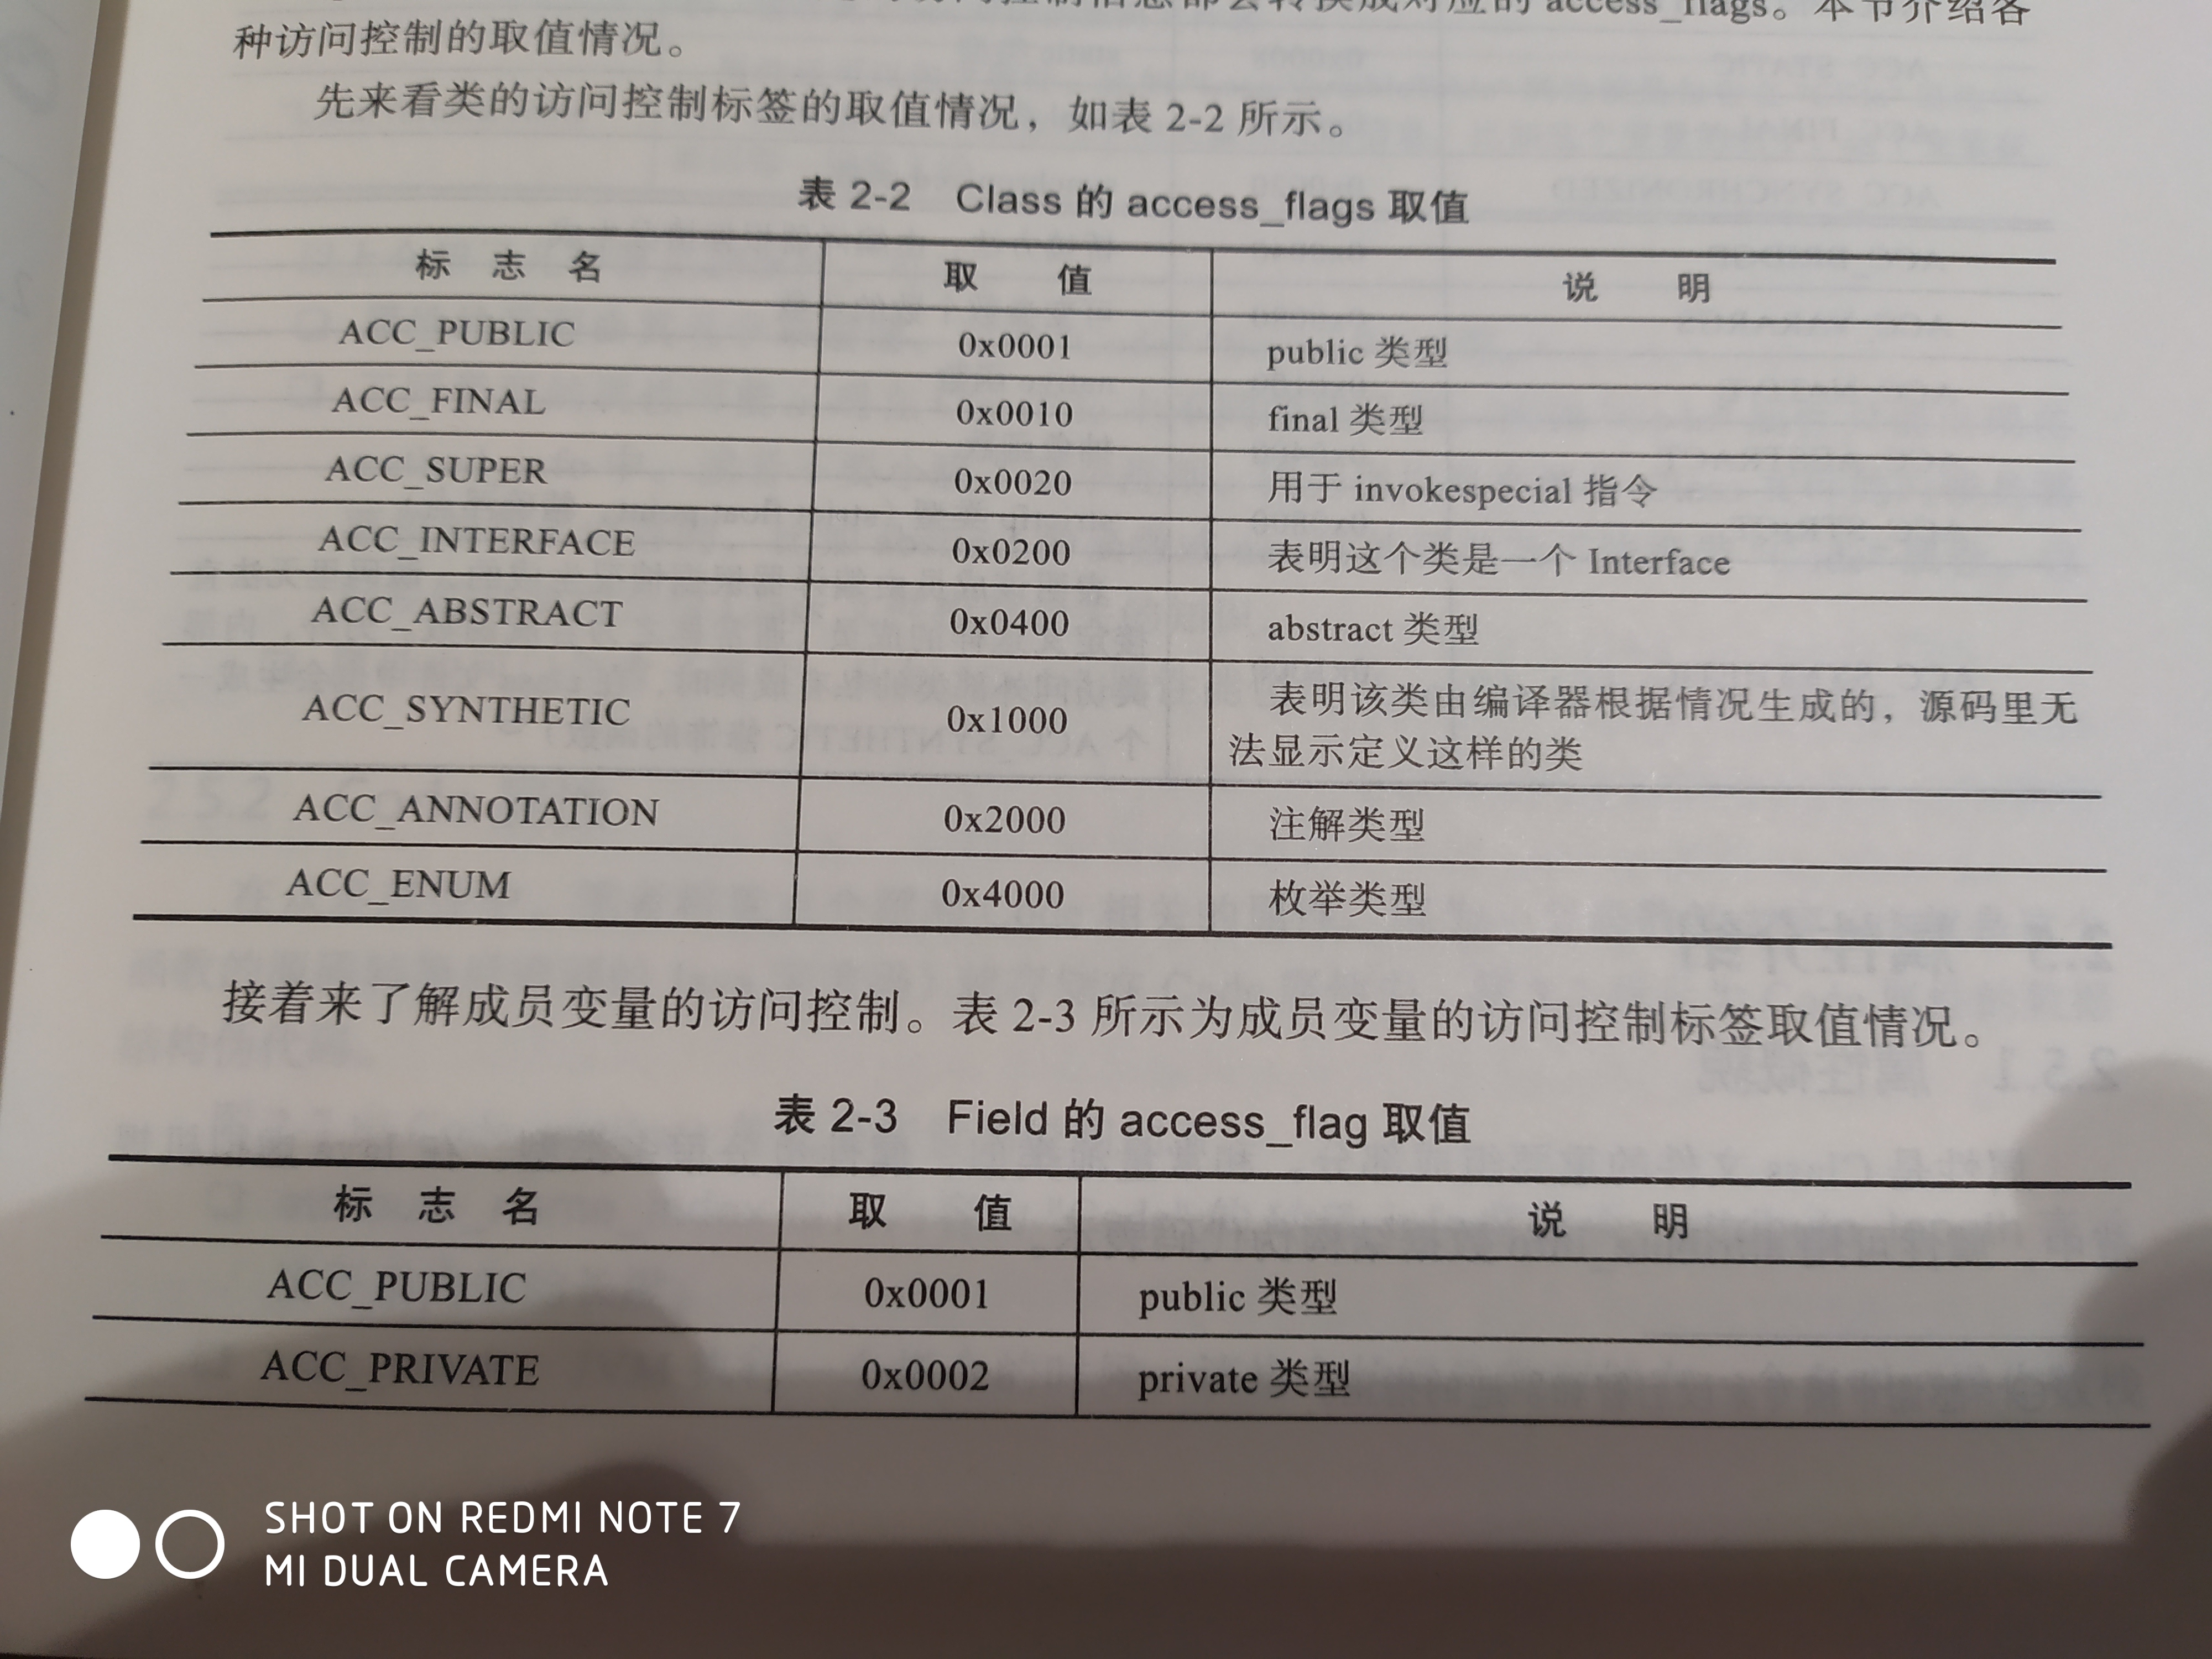 access_flags。本节介绍各
种访问控制的取值情况。
先来看类的访问控制标签的取值情况，如表 2-2 所示。
表 2-2 Class 的 access_flags 取值
标 志 名 取 值 说 明
ACC_PUBLIC 0x0001 public 类型
ACC_FINAL 0x0010 final 类型
ACC_SUPER 0x0020 用于 invokespecial 指令
ACC_INTERFACE 0x0200 表明这个类是一个 Interface
ACC_ABSTRACT 0x0400 abstract 类型
ACC_SYNTHETIC 0x1000 表明该类由编译器根据情况生成的，源码里无
法显示定义这样的类
ACC_ANNOTATION 0x2000 注解类型
ACC_ENUM 0x4000 枚举类型
接着来了解成员变量的访问控制。表 2-3 所示为成员变量的访问控制标签取值情况。
表 2-3 Field 的 access_flag 取值
标 志 名 取 值 说 明
ACC_PUBLIC 0x0001 public 类型
ACC_PRIVATE 0x0002 private 类型
SHOT ON REDMI NOTE 7
MI DUAL CAMERA